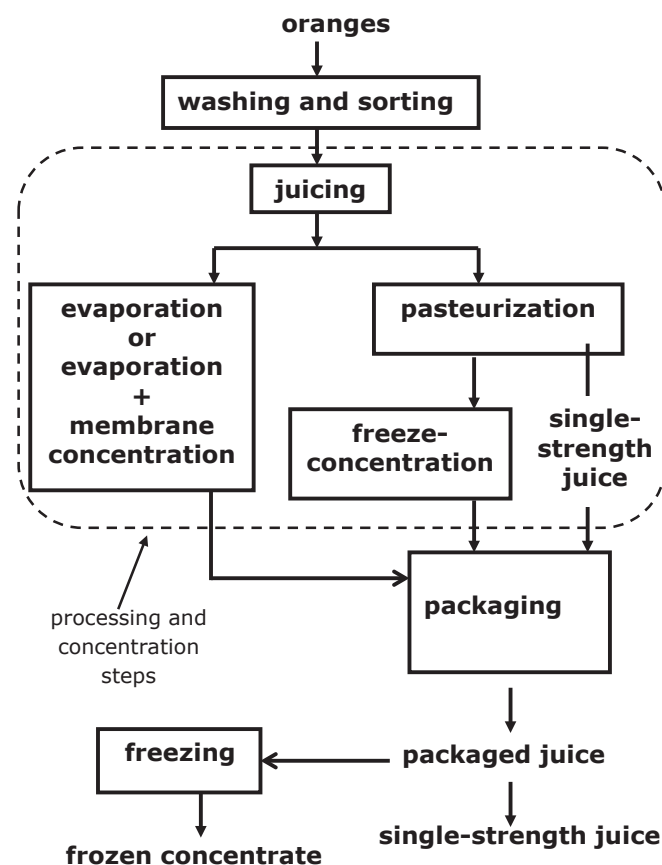 oranges
washing and sorting
juicing
evaporation
or
evaporation
+
membrane
concentration
pasteurization
freeze-
concentration
single-
strength
juice
packaging
processing and
concentration
steps
packaged juice
freezing
single-strength juice
frozen concentrate